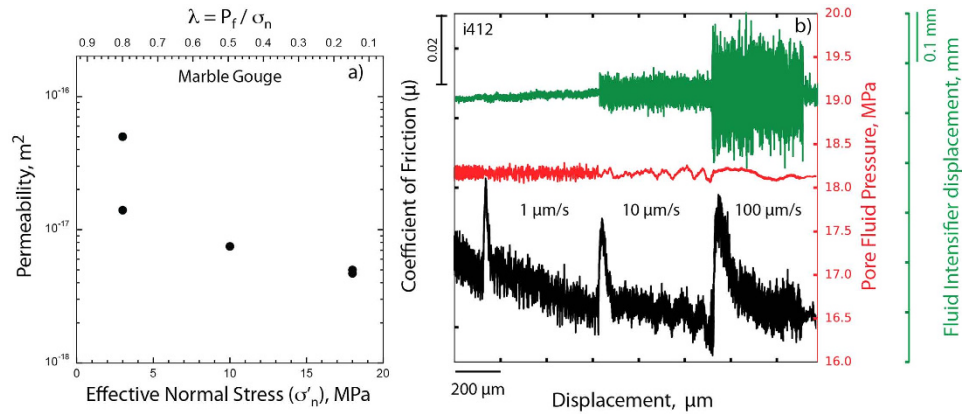 λ = P_f / σ_n
0.9 0.8 0.7 0.6 0.5 0.4 0.3 0.2 0.1
Marble Gouge
a)
10^-16
10^-17
10^-18
Permeability, m²
0 5 10 15 20
Effective Normal Stress (σ'_n), MPa
b)
i412
0.02
Coefficient of Friction (μ)
1 μm/s
10 μm/s
100 μm/s
200 μm
Displacement, μm
20.0
19.5
19.0
18.5
18.0
17.5
17.0
16.5
16.0
Pore Fluid Pressure, MPa
0.1 mm
Fluid Intensifier displacement, mm